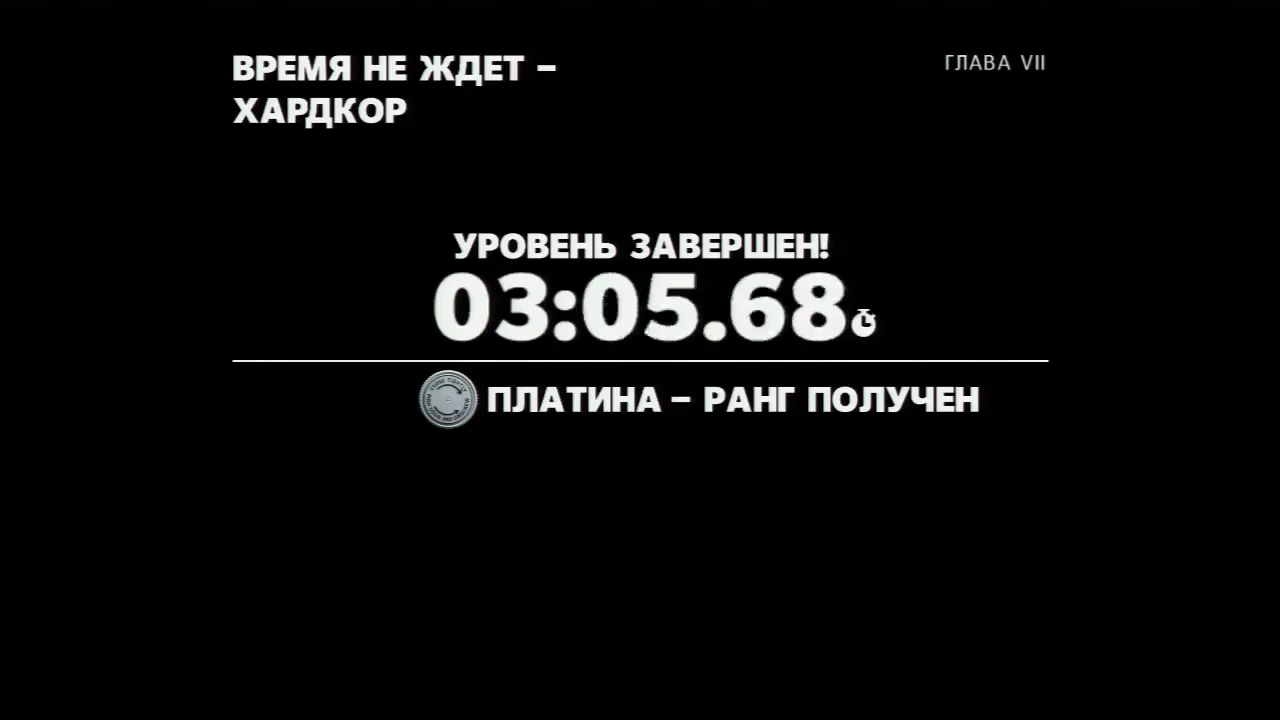 ВРЕМЯ НЕ ЖДЕТ –
ХАРДКОР
ГЛАВА VII
УРОВЕНЬ ЗАВЕРШЕН!
03:05.68
ПЛАТИНА – РАНГ ПОЛУЧЕН